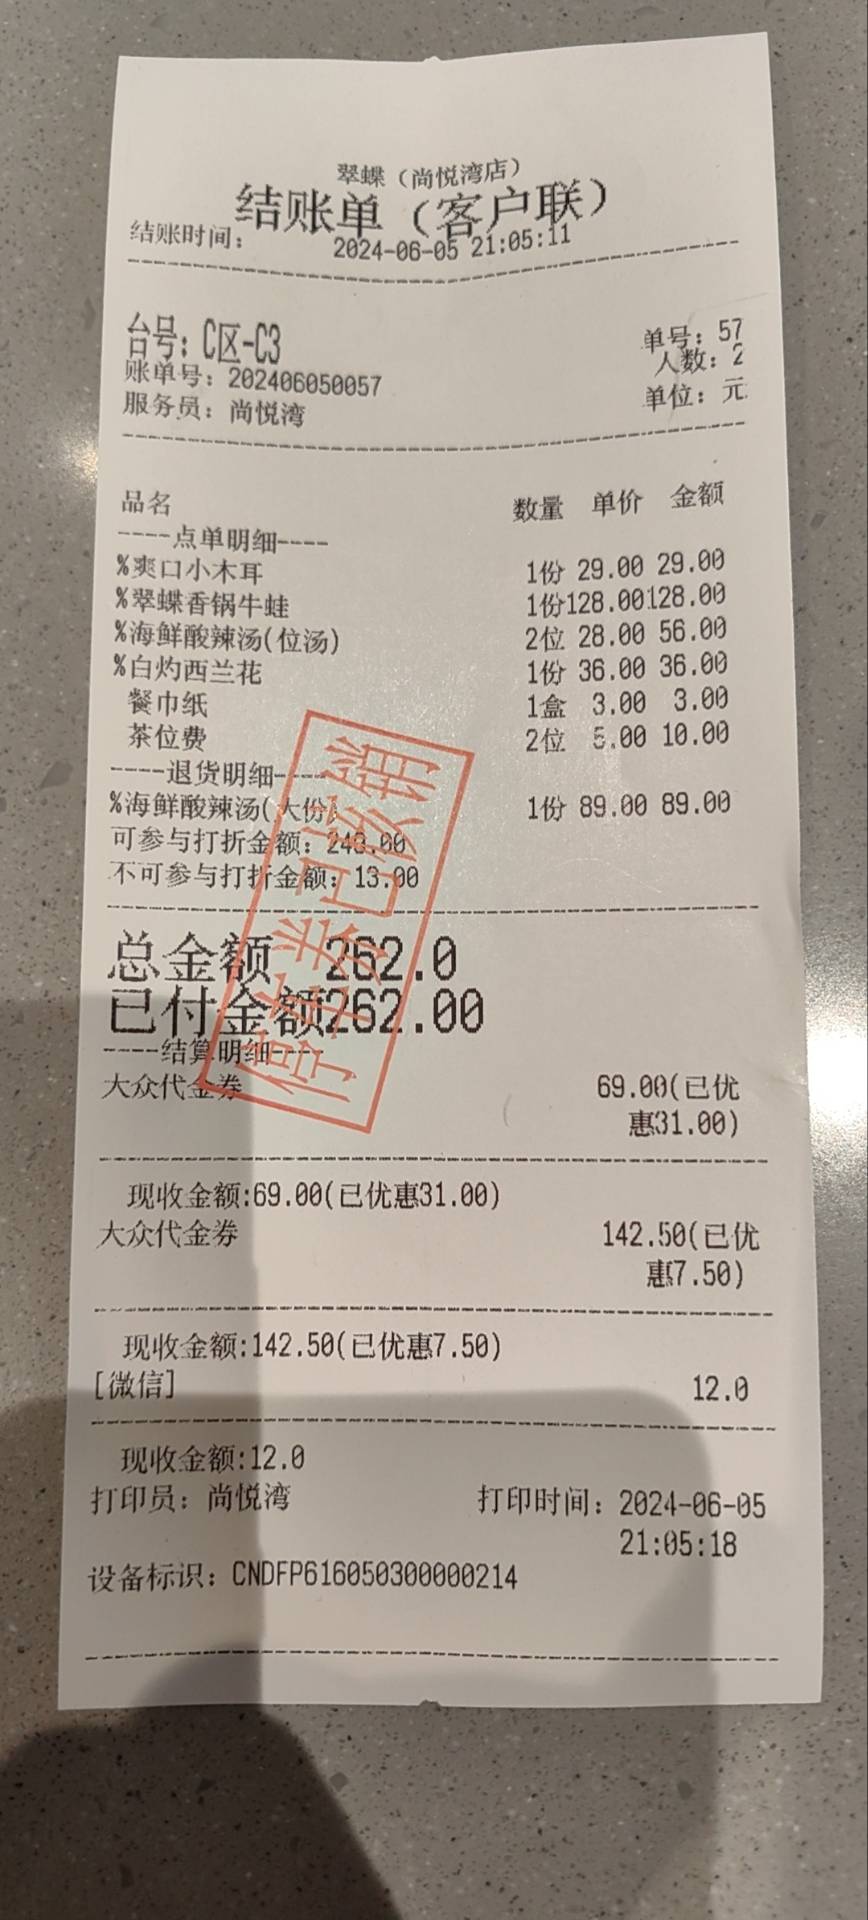 翠蝶（尚悦湾店）
结账单（客户联）
结账时间： 2024-06-05 21:05:11
台号：C区-C3
单号：57
账单号：202406050057
人数：2
服务员：尚悦湾
单位：元
品名 数量 单价 金额
----点单明细----
%爽口小木耳 1份 29.00 29.00
%翠蝶香锅牛蛙 1份128.00128.00
%海鲜酸辣汤(位汤) 2位 28.00 56.00
%白灼西兰花 1份 36.00 36.00
餐巾纸 1盒 3.00 3.00
茶位费 2位 5.00 10.00
----退货明细----
%海鲜酸辣汤(大份) 1份 89.00 89.00
可参与打折金额：249.00
不可参与打折金额：13.00
总金额 262.0
已付金额262.00
----结算明细----
大众代金券 69.00(已优
惠31.00)
现收金额:69.00(已优惠31.00)
大众代金券 142.50(已优
惠7.50)
现收金额:142.50(已优惠7.50)
[微信] 12.0
现收金额:12.0
打印员：尚悦湾 打印时间：2024-06-05
21:05:18
设备标识：CNDFP616050300000214
停车券已核销